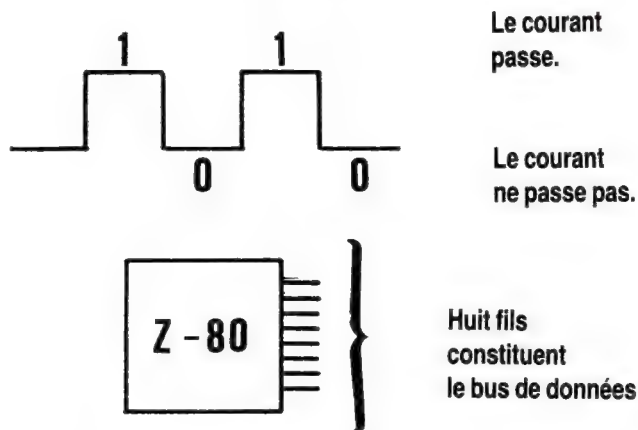 1 1
Le courant
passe.
0 0
Le courant
ne passe pas.
Z-80
Huit fils
constituent
le bus de données